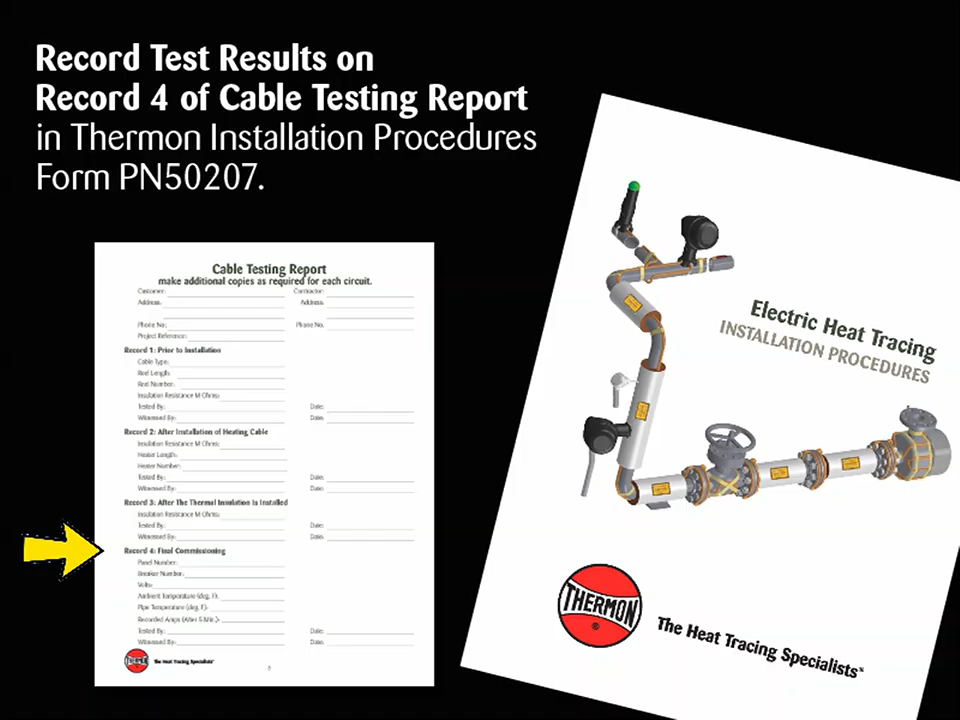 Record Test Results on
Record 4 of Cable Testing Report
in Thermon Installation Procedures
Form PN50207.
Cable Testing Report
make additional copies as required for each circuit.
Customer: Contractor:
Address: Address:
Phone No: Phone No.
Project Reference:
Record 1: Prior to Installation
Cable Type:
Reel Length:
Reel Number:
Insulation Resistance M Ohms:
Tested By: Date:
Witnessed By: Date:
Record 2: After Installation of Heating Cable
Insulation Resistance M Ohms:
Heater Length:
Heater Number:
Tested By: Date:
Witnessed By: Date:
Record 3: After The Thermal Insulation Is Installed
Insulation Resistance M Ohms:
Tested By: Date:
Witnessed By: Date:
Record 4: Final Commissioning
Panel Number:
Breaker Number:
Volts:
Ambient Temperature (deg. F):
Pipe Temperature (deg. F):
Recorded Amps (After 5 Min.):
Tested By: Date:
Witnessed By: Date:
THERMON The Heat Tracing Specialists
Electric Heat Tracing
INSTALLATION PROCEDURES
THERMON
®
The Heat Tracing Specialists